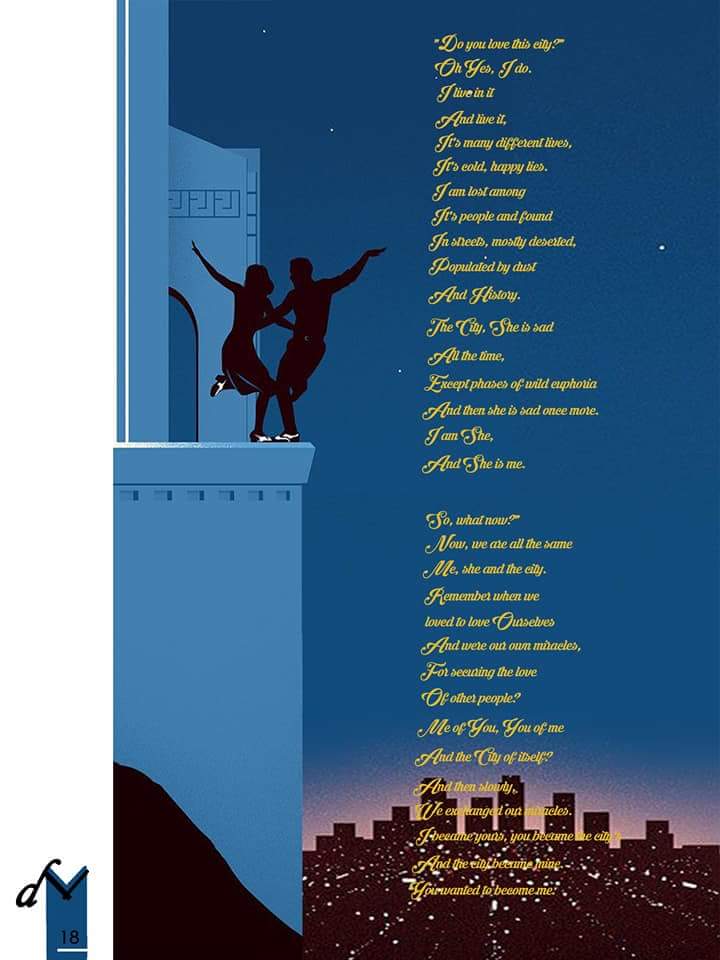 "Do you love this city?"
Oh Yes, I do.
I live in it
And live it,
It's many different lives,
It's cold, happy lies.
I am lost among
It's people and found
In streets, mostly deserted,
Populated by dust
And History.
The City, She is sad
All the time,
Except phases of wild euphoria
And then she is sad once more.
I am She,
And She is me.
So, what now?"
Now, we are all the same
Me, she and the city.
Remember when we
loved to love Ourselves
And were our own miracles,
For securing the love
Of other people?
Me of You, You of me
And the City of itself?
And then slowly,
We exchanged our miracles.
I became yours, you became the city's
And the city became mine.
You wanted to become me:
dV
18